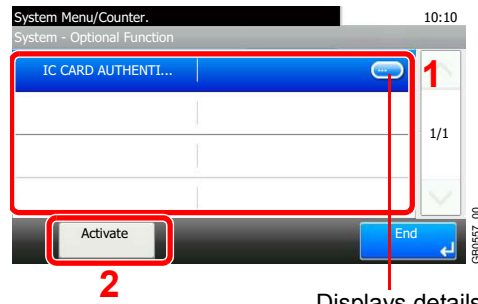 System Menu/Counter.
10:10
System - Optional Function
IC CARD AUTHENTI...
...
1
1/1
Activate
End
2
GB0557_00
Displays details